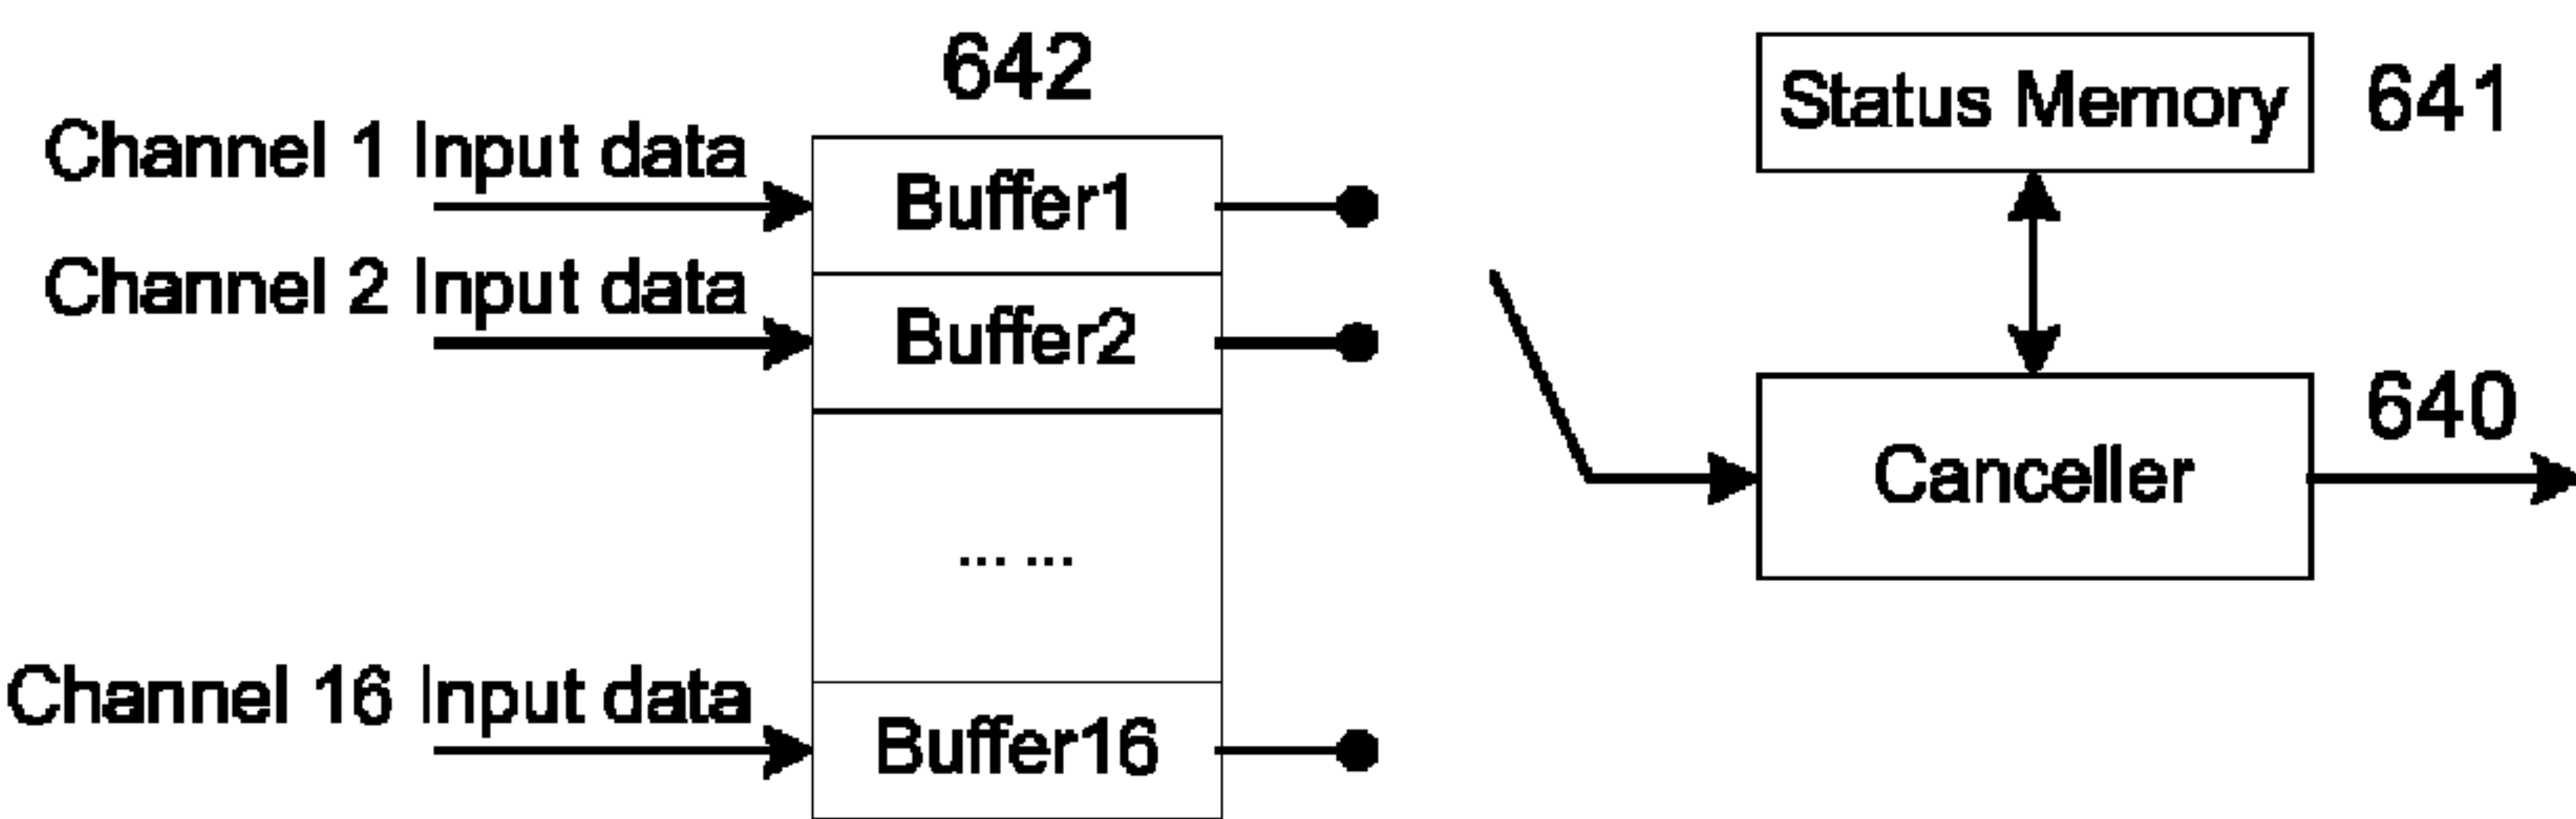 642
Status Memory 641
Channel 1 Input data
Buffer1
Channel 2 Input data
Buffer2
640
Canceller
... ...
Channel 16 Input data
Buffer16